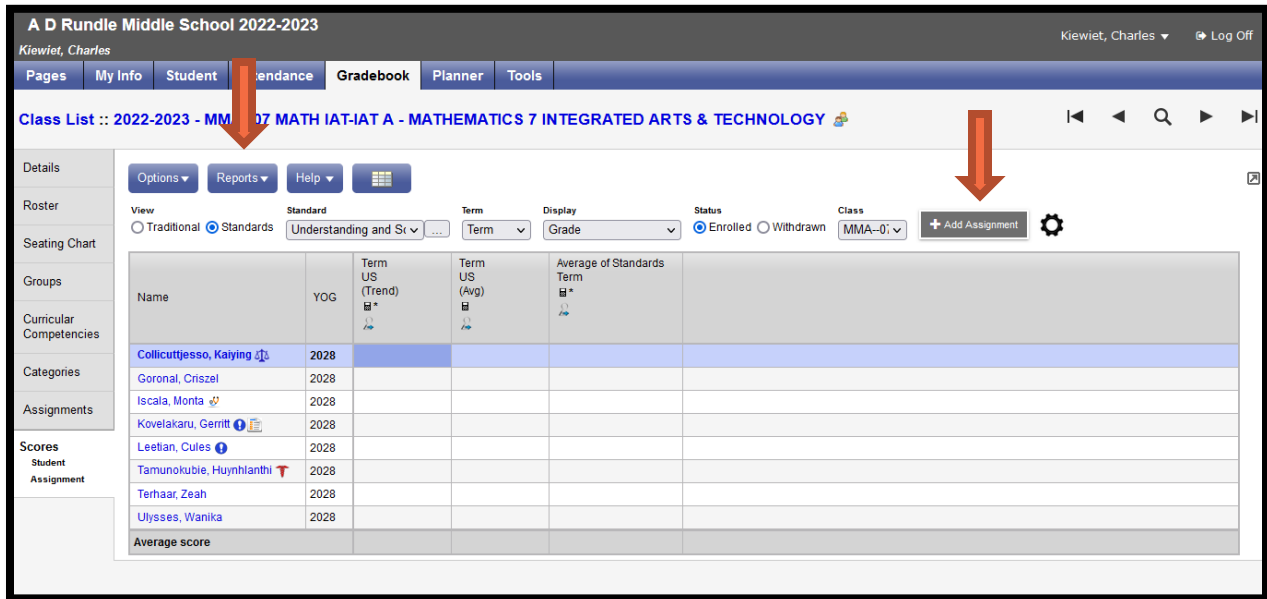 A D Rundle Middle School 2022-2023
Kiewiet, Charles
Kiewiet, Charles Log Off
Pages My Info Student Gradebook Planner Tools
Class List :: 2022-2023 - 07 MATH IAT-IAT A - MATHEMATICS 7 INTEGRATED ARTS & TECHNOLOGY
Details
Roster
Seating Chart
Groups
Curricular
Competencies
Categories
Assignments
Scores
Student
Assignment
Options Reports Help
View Standard Term Display Status Class
Traditional Standards Understanding and Sc ... Term Grade Enrolled Withdrawn MMA--07 + Add Assignment
Name YOG
Term
US
(Trend)
*
Term
US
(Avg)
Average of Standards
Term
*
Collicuttjesso, Kaiying 2028
Goronal, Criszel 2028
Iscala, Monta 2028
Kovelakaru, Gerritt 2028
Leetian, Cules 2028
Tamunokubie, Huynhlanthi 2028
Terhaar, Zeah 2028
Ulysses, Wanika 2028
Average score